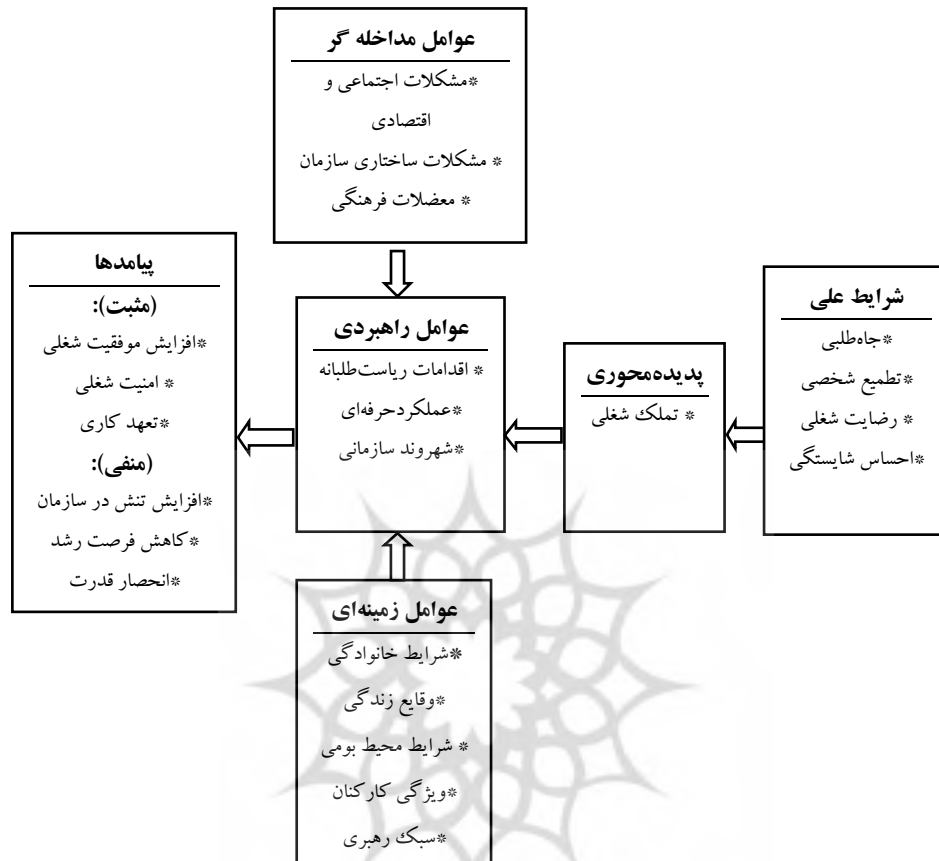 عوامل مداخله گر
*مشکلات اجتماعی و
اقتصادی
* مشکلات ساختاری سازمان
* معضلات فرهنگی
شرایط علی
*جاه‌طلبی
*تطمیع شخصی
* رضایت شغلی
*احساس شایستگی
پدیده‌محوری
* تملک شغلی
عوامل راهبردی
* اقدامات ریاست‌طلبانه
*عملکردحرفه‌ای
*شهروند سازمانی
پیامدها
(مثبت):
*افزایش موفقیت شغلی
* امنیت شغلی
*تعهد کاری
(منفی):
*افزایش تنش در سازمان
*کاهش فرصت رشد
*انحصار قدرت
عوامل زمینه‌ای
*شرایط خانوادگی
*وقایع زندگی
* شرایط محیط بومی
*ویژگی کارکنان
*سبک رهبری